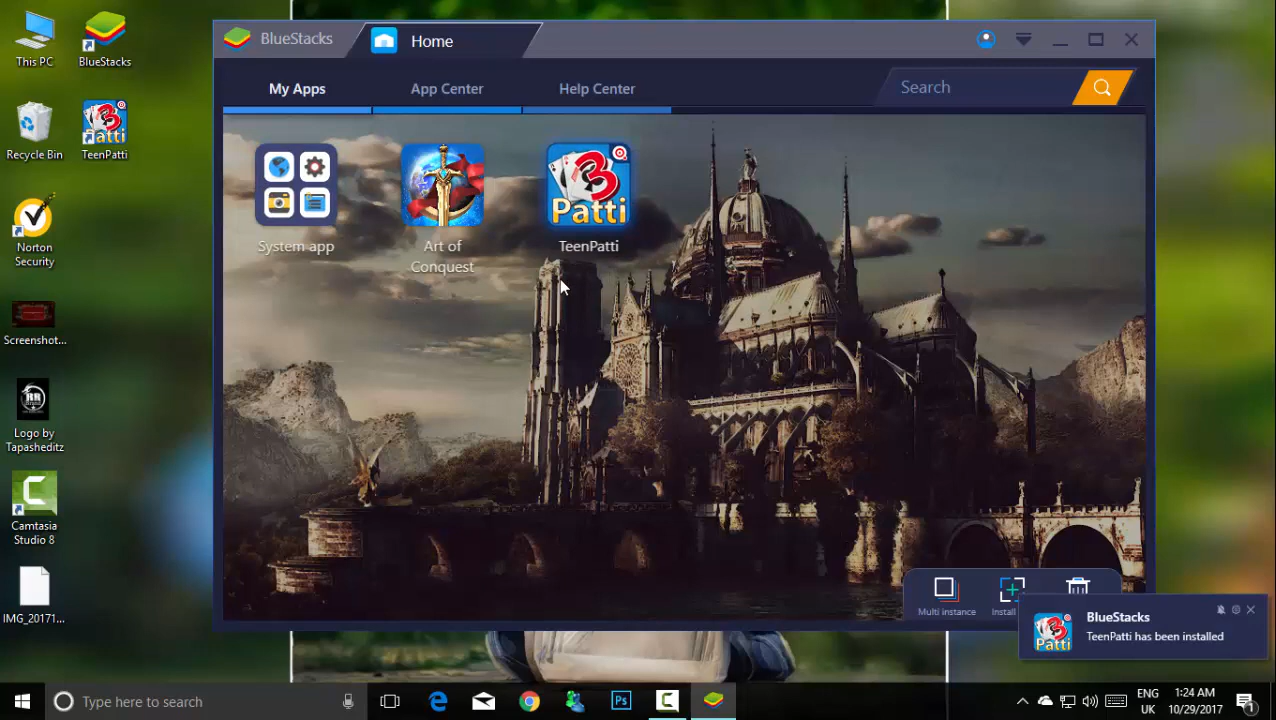 This PC
BlueStacks
Recycle Bin
TeenPatti
Norton
Security
Screenshot...
Logo by
Tapasheditz
Camtasia
Studio 8
IMG_20171...
BlueStacks
Home
My Apps
App Center
Help Center
Search
System app
Art of
Conquest
3
Patti
TeenPatti
Multi instance
Install
BlueStacks
TeenPatti has been installed
Type here to search
ENG
UK
1:24 AM
10/29/2017
1